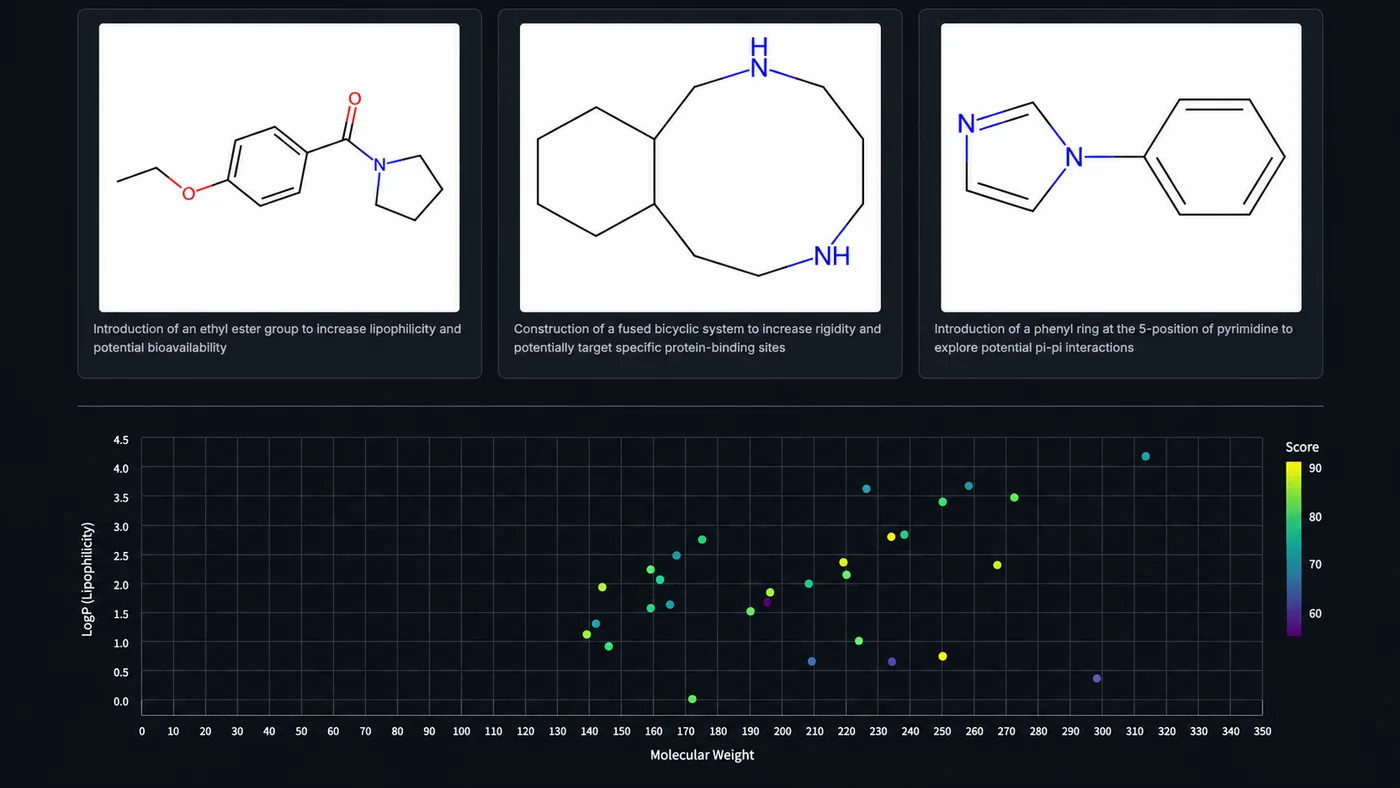 O
N
O
H
N
NH
N
N
Introduction of an ethyl ester group to increase lipophilicity and
potential bioavailability
Construction of a fused bicyclic system to increase rigidity and
potentially target specific protein-binding sites
Introduction of a phenyl ring at the 5-position of pyrimidine to
explore potential pi-pi interactions
LogP (Lipophilicity)
4.5
4.0
3.5
3.0
2.5
2.0
1.5
1.0
0.5
0.0
0 10 20 30 40 50 60 70 80 90 100 110 120 130 140 150 160 170 180 190 200 210 220 230 240 250 260 270 280 290 300 310 320 330 340 350
Molecular Weight
Score
90
80
70
60